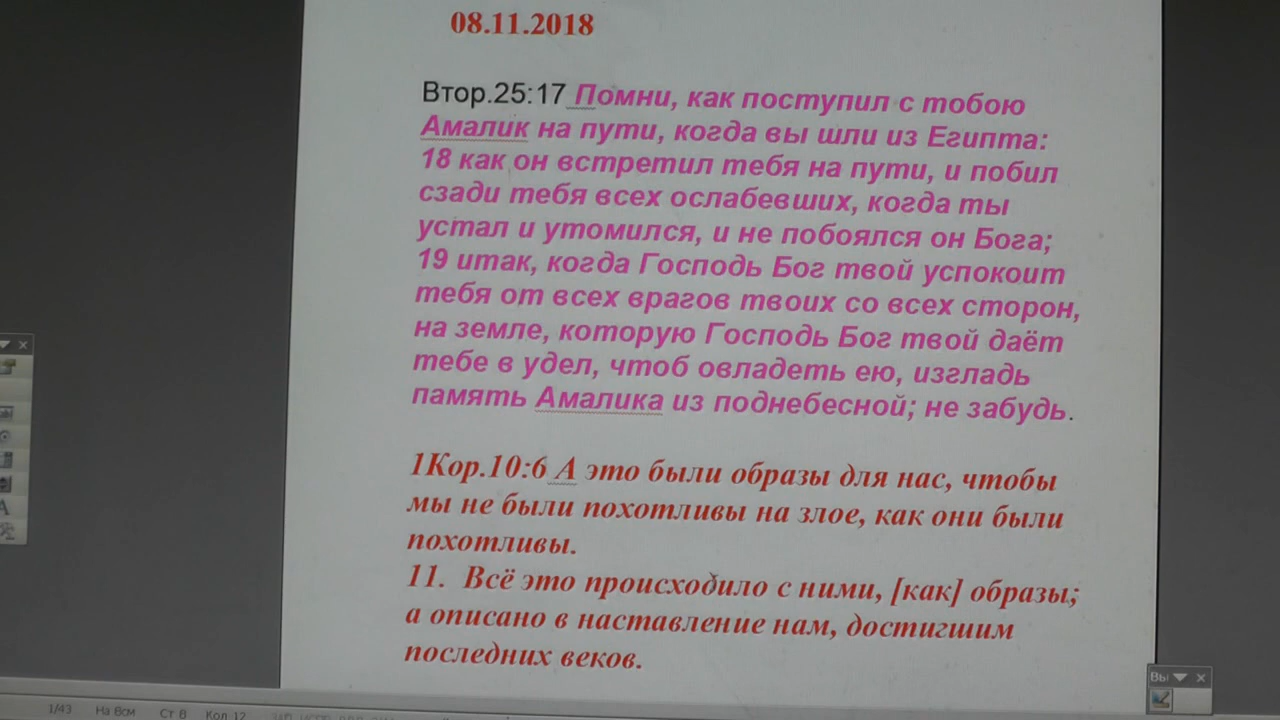 08.11.2018
Втор.25:17 Помни, как поступил с тобою
Амалик на пути, когда вы шли из Египта:
18 как он встретил тебя на пути, и побил
сзади тебя всех ослабевших, когда ты
устал и утомился, и не побоялся он Бога;
19 итак, когда Господь Бог твой успокоит
тебя от всех врагов твоих со всех сторон,
на земле, которую Господь Бог твой даёт
тебе в удел, чтоб овладеть ею, изгладь
память Амалика из поднебесной; не забудь.
1Кор.10:6 А это были образы для нас, чтобы
мы не были похотливы на злое, как они были
похотливы.
11. Всё это происходило с ними, [как] образы;
а описано в наставление нам, достигшим
последних веков.
Вы
1/43 На 8см Ст 8 Кол 12